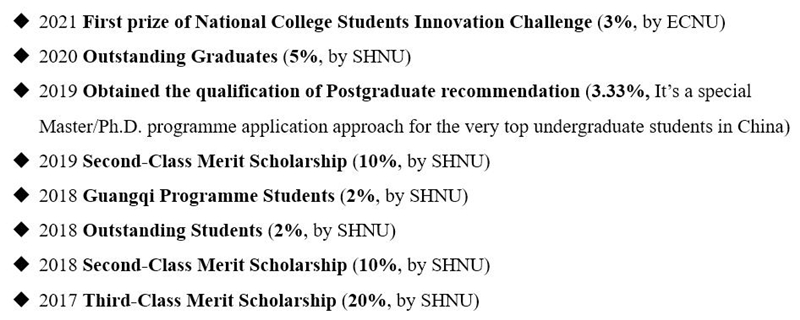 ◆ 2021 First prize of National College Students Innovation Challenge (3%, by ECNU)
◆ 2020 Outstanding Graduates (5%, by SHNU)
◆ 2019 Obtained the qualification of Postgraduate recommendation (3.33%, It’s a special
Master/Ph.D. programme application approach for the very top undergraduate students in China)
◆ 2019 Second-Class Merit Scholarship (10%, by SHNU)
◆ 2018 Guangqi Programme Students (2%, by SHNU)
◆ 2018 Outstanding Students (2%, by SHNU)
◆ 2018 Second-Class Merit Scholarship (10%, by SHNU)
◆ 2017 Third-Class Merit Scholarship (20%, by SHNU)